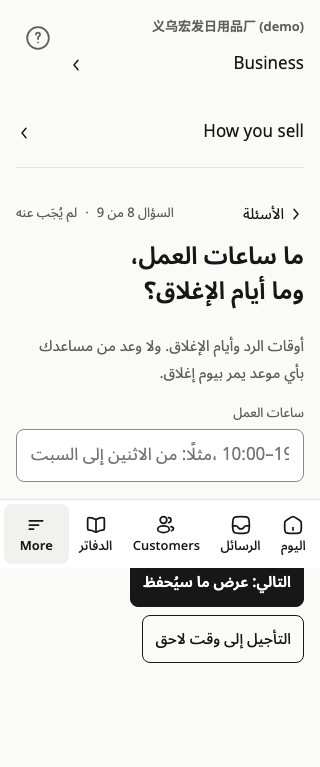 义乌宏发日用品厂 (demo)
Business
How you sell
الأسئلة
السؤال 8 من 9 · لم يُجَب عنه
ما ساعات العمل،
وما أيام الإغلاق؟
أوقات الرد وأيام الإغلاق. ولا وعد من مساعدك
بأي موعد يمر بيوم إغلاق.
ساعات العمل
مثلًا: من الاثنين إلى السبت، 10:00–19
اليوم
الرسائل
Customers
الدفاتر
More
التالي: عرض ما سيُحفظ
التأجيل إلى وقت لاحق